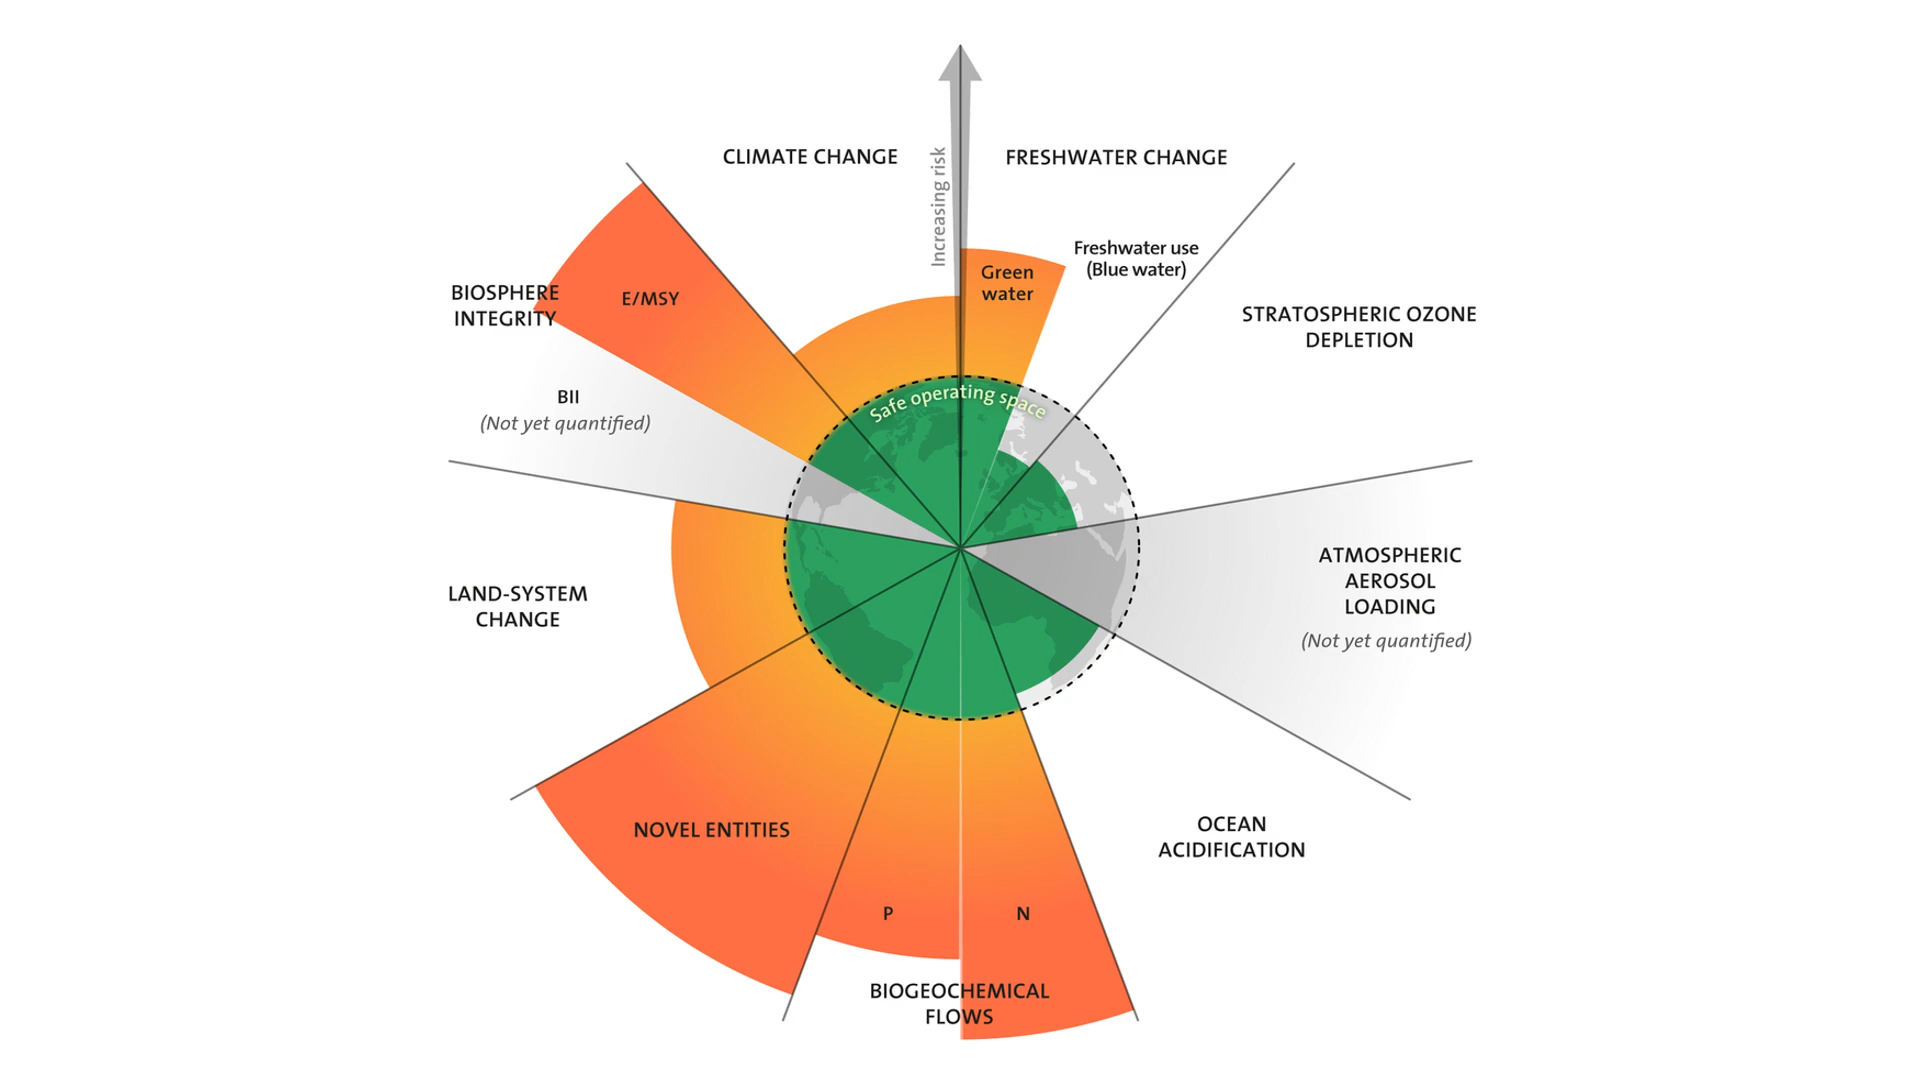 CLIMATE CHANGE
FRESHWATER CHANGE
Increasing risk
Freshwater use
(Blue water)
Green
water
STRATOSPHERIC OZONE
DEPLETION
BIOSPHERE
INTEGRITY
E/MSY
BII
(Not yet quantified)
Safe operating space
ATMOSPHERIC
AEROSOL
LOADING
(Not yet quantified)
LAND-SYSTEM
CHANGE
NOVEL ENTITIES
OCEAN
ACIDIFICATION
P
N
BIOGEOCHEMICAL
FLOWS